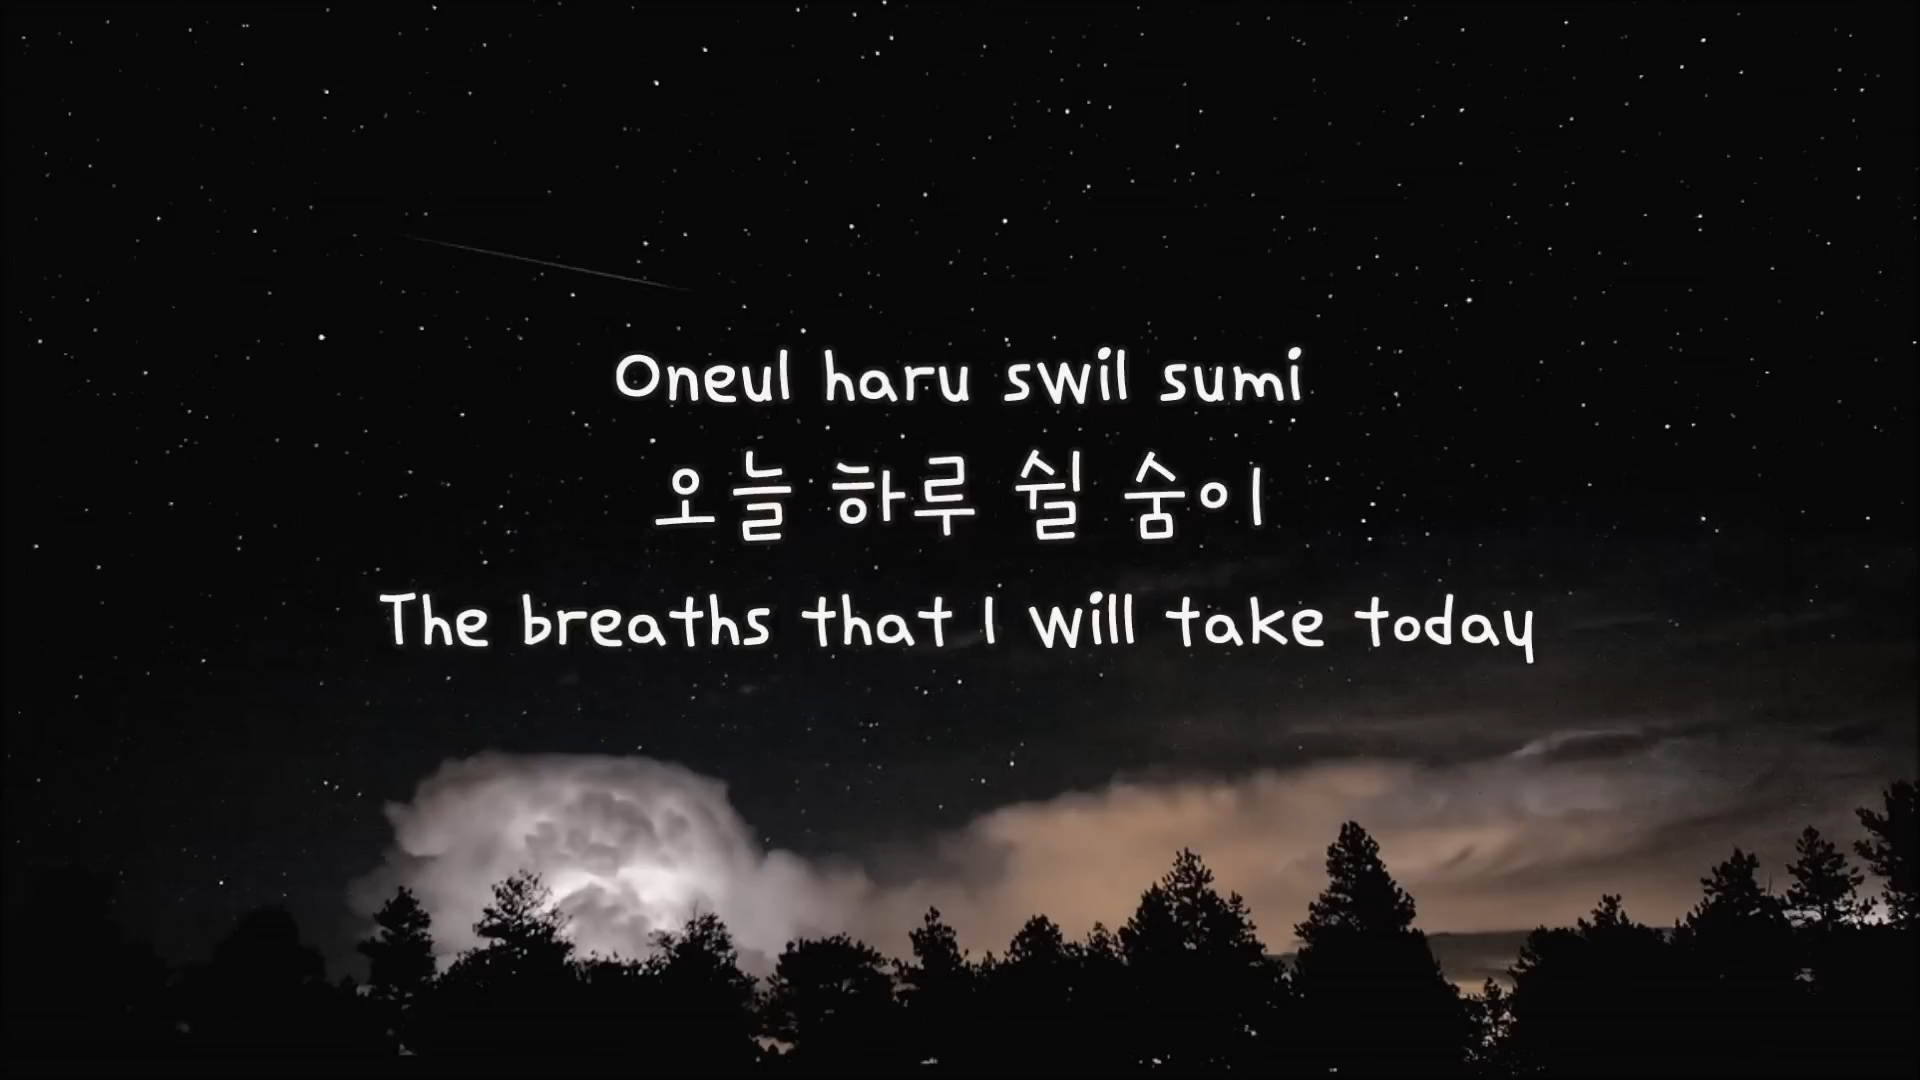 Oneul haru swil sumi
오늘 하루 쉴 숨이
The breaths that I will take today